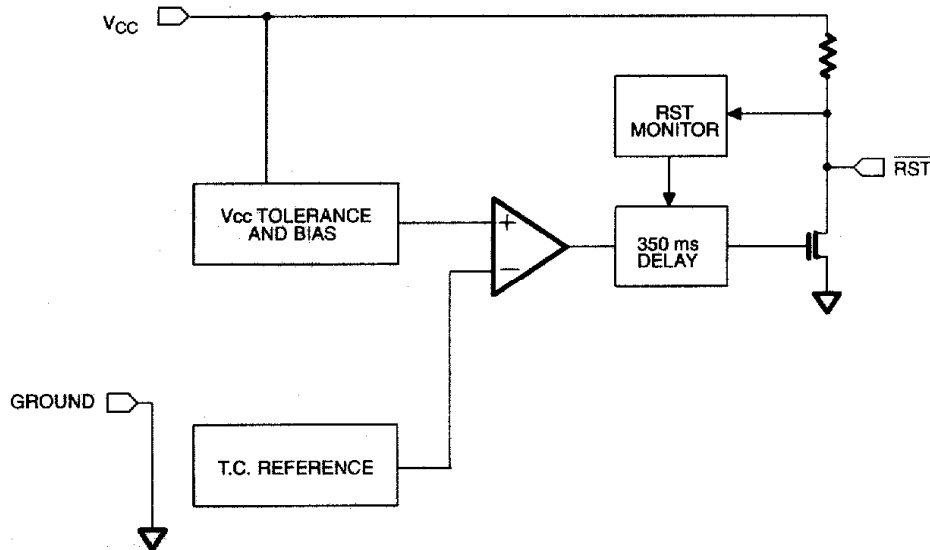 VCC
RST
MONITOR
RST
Vcc TOLERANCE
AND BIAS
+
−
350 ms
DELAY
GROUND
T.C. REFERENCE